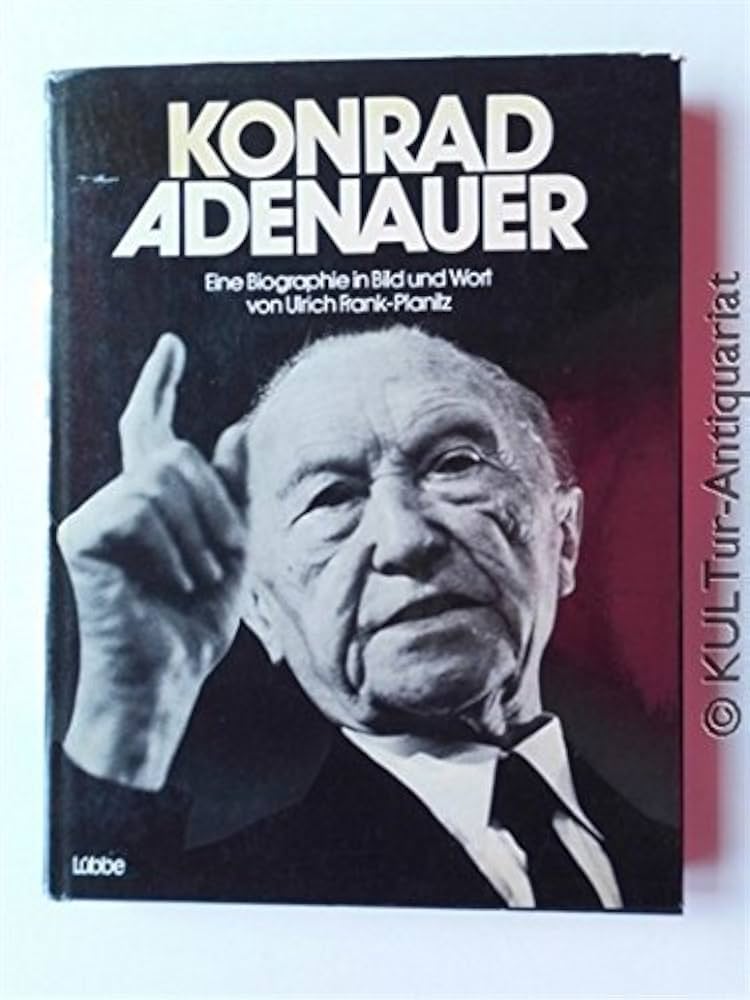 KONRAD
ADENAUER
Eine Biographie in Bild und Wort
von Ulrich Frank-Planitz
Lübbe
© KULTur-Antiquariat